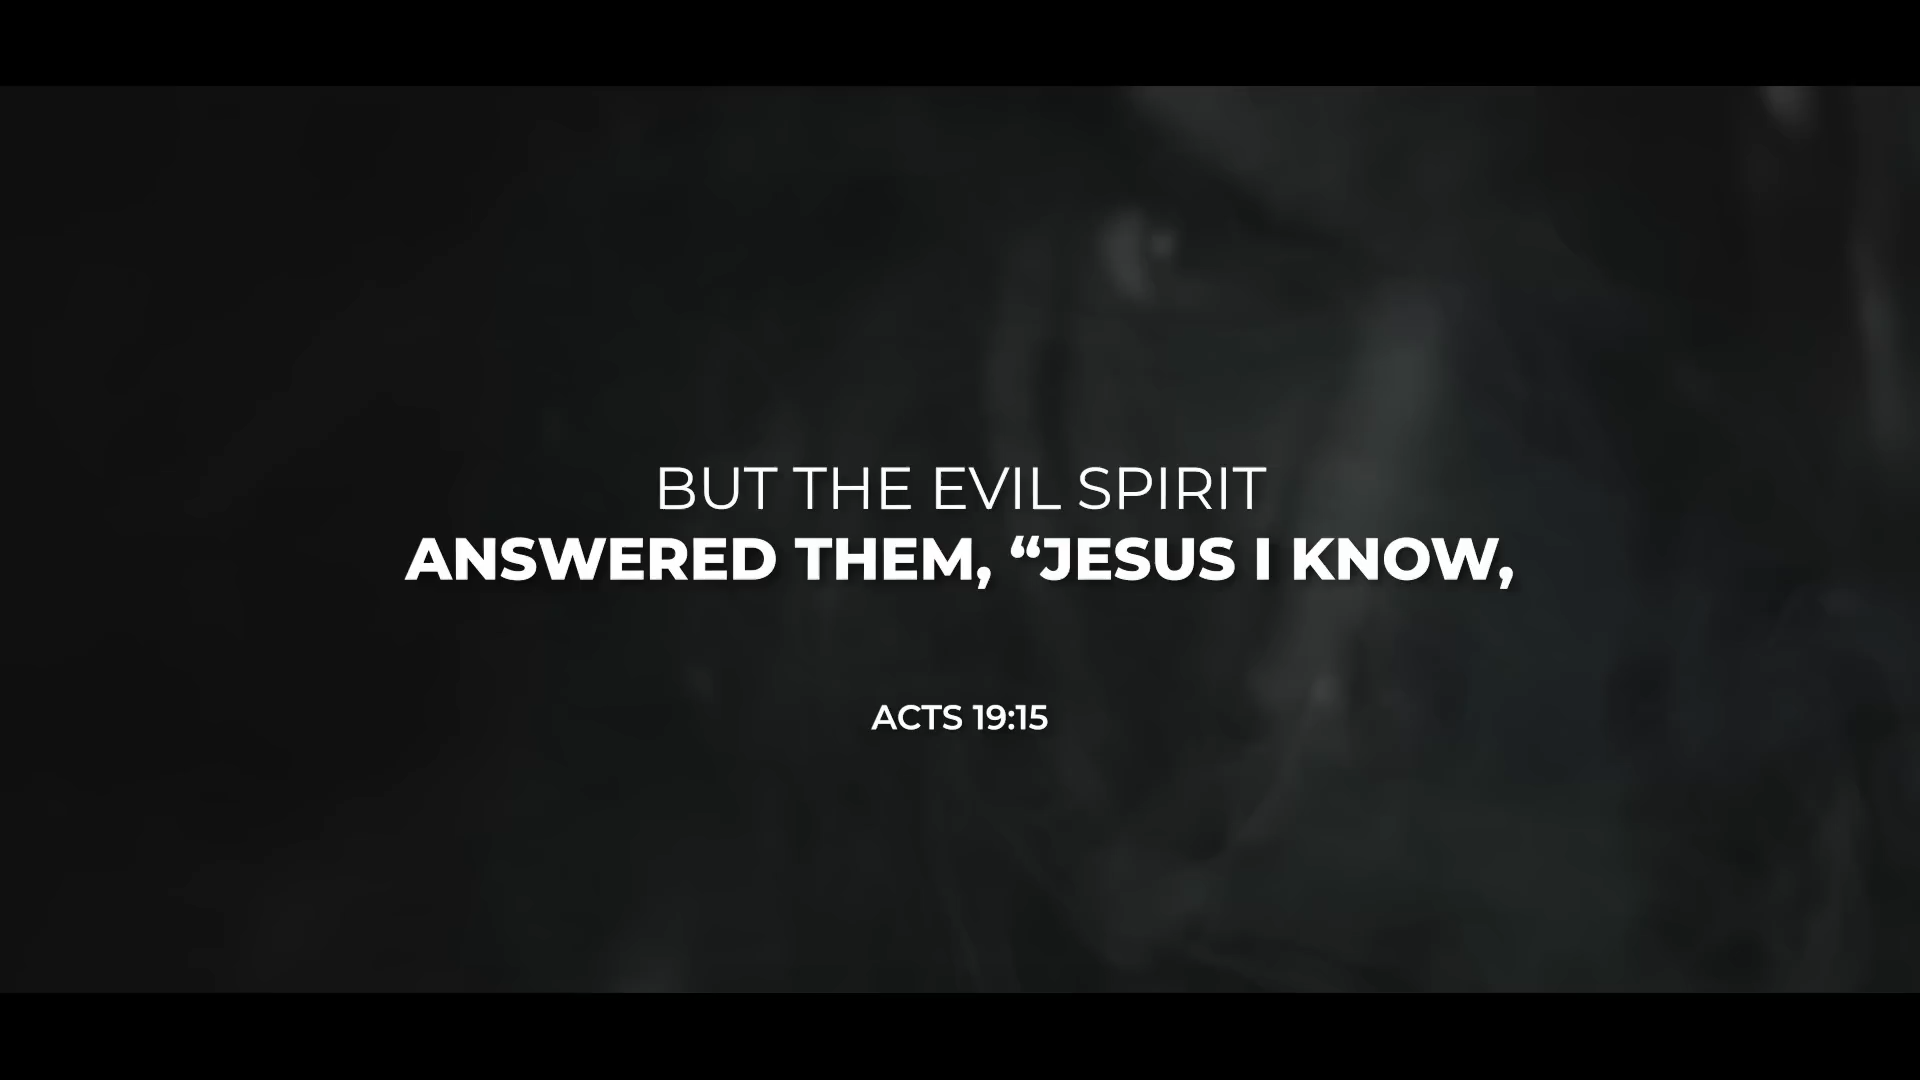 BUT THE EVIL SPIRIT
ANSWERED THEM, “JESUS I KNOW,
ACTS 19:15